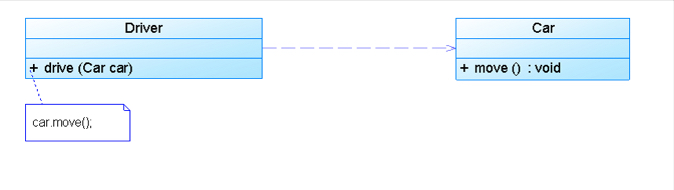 Driver
Car
+ drive (Car car)
+ move () : void
car.move();